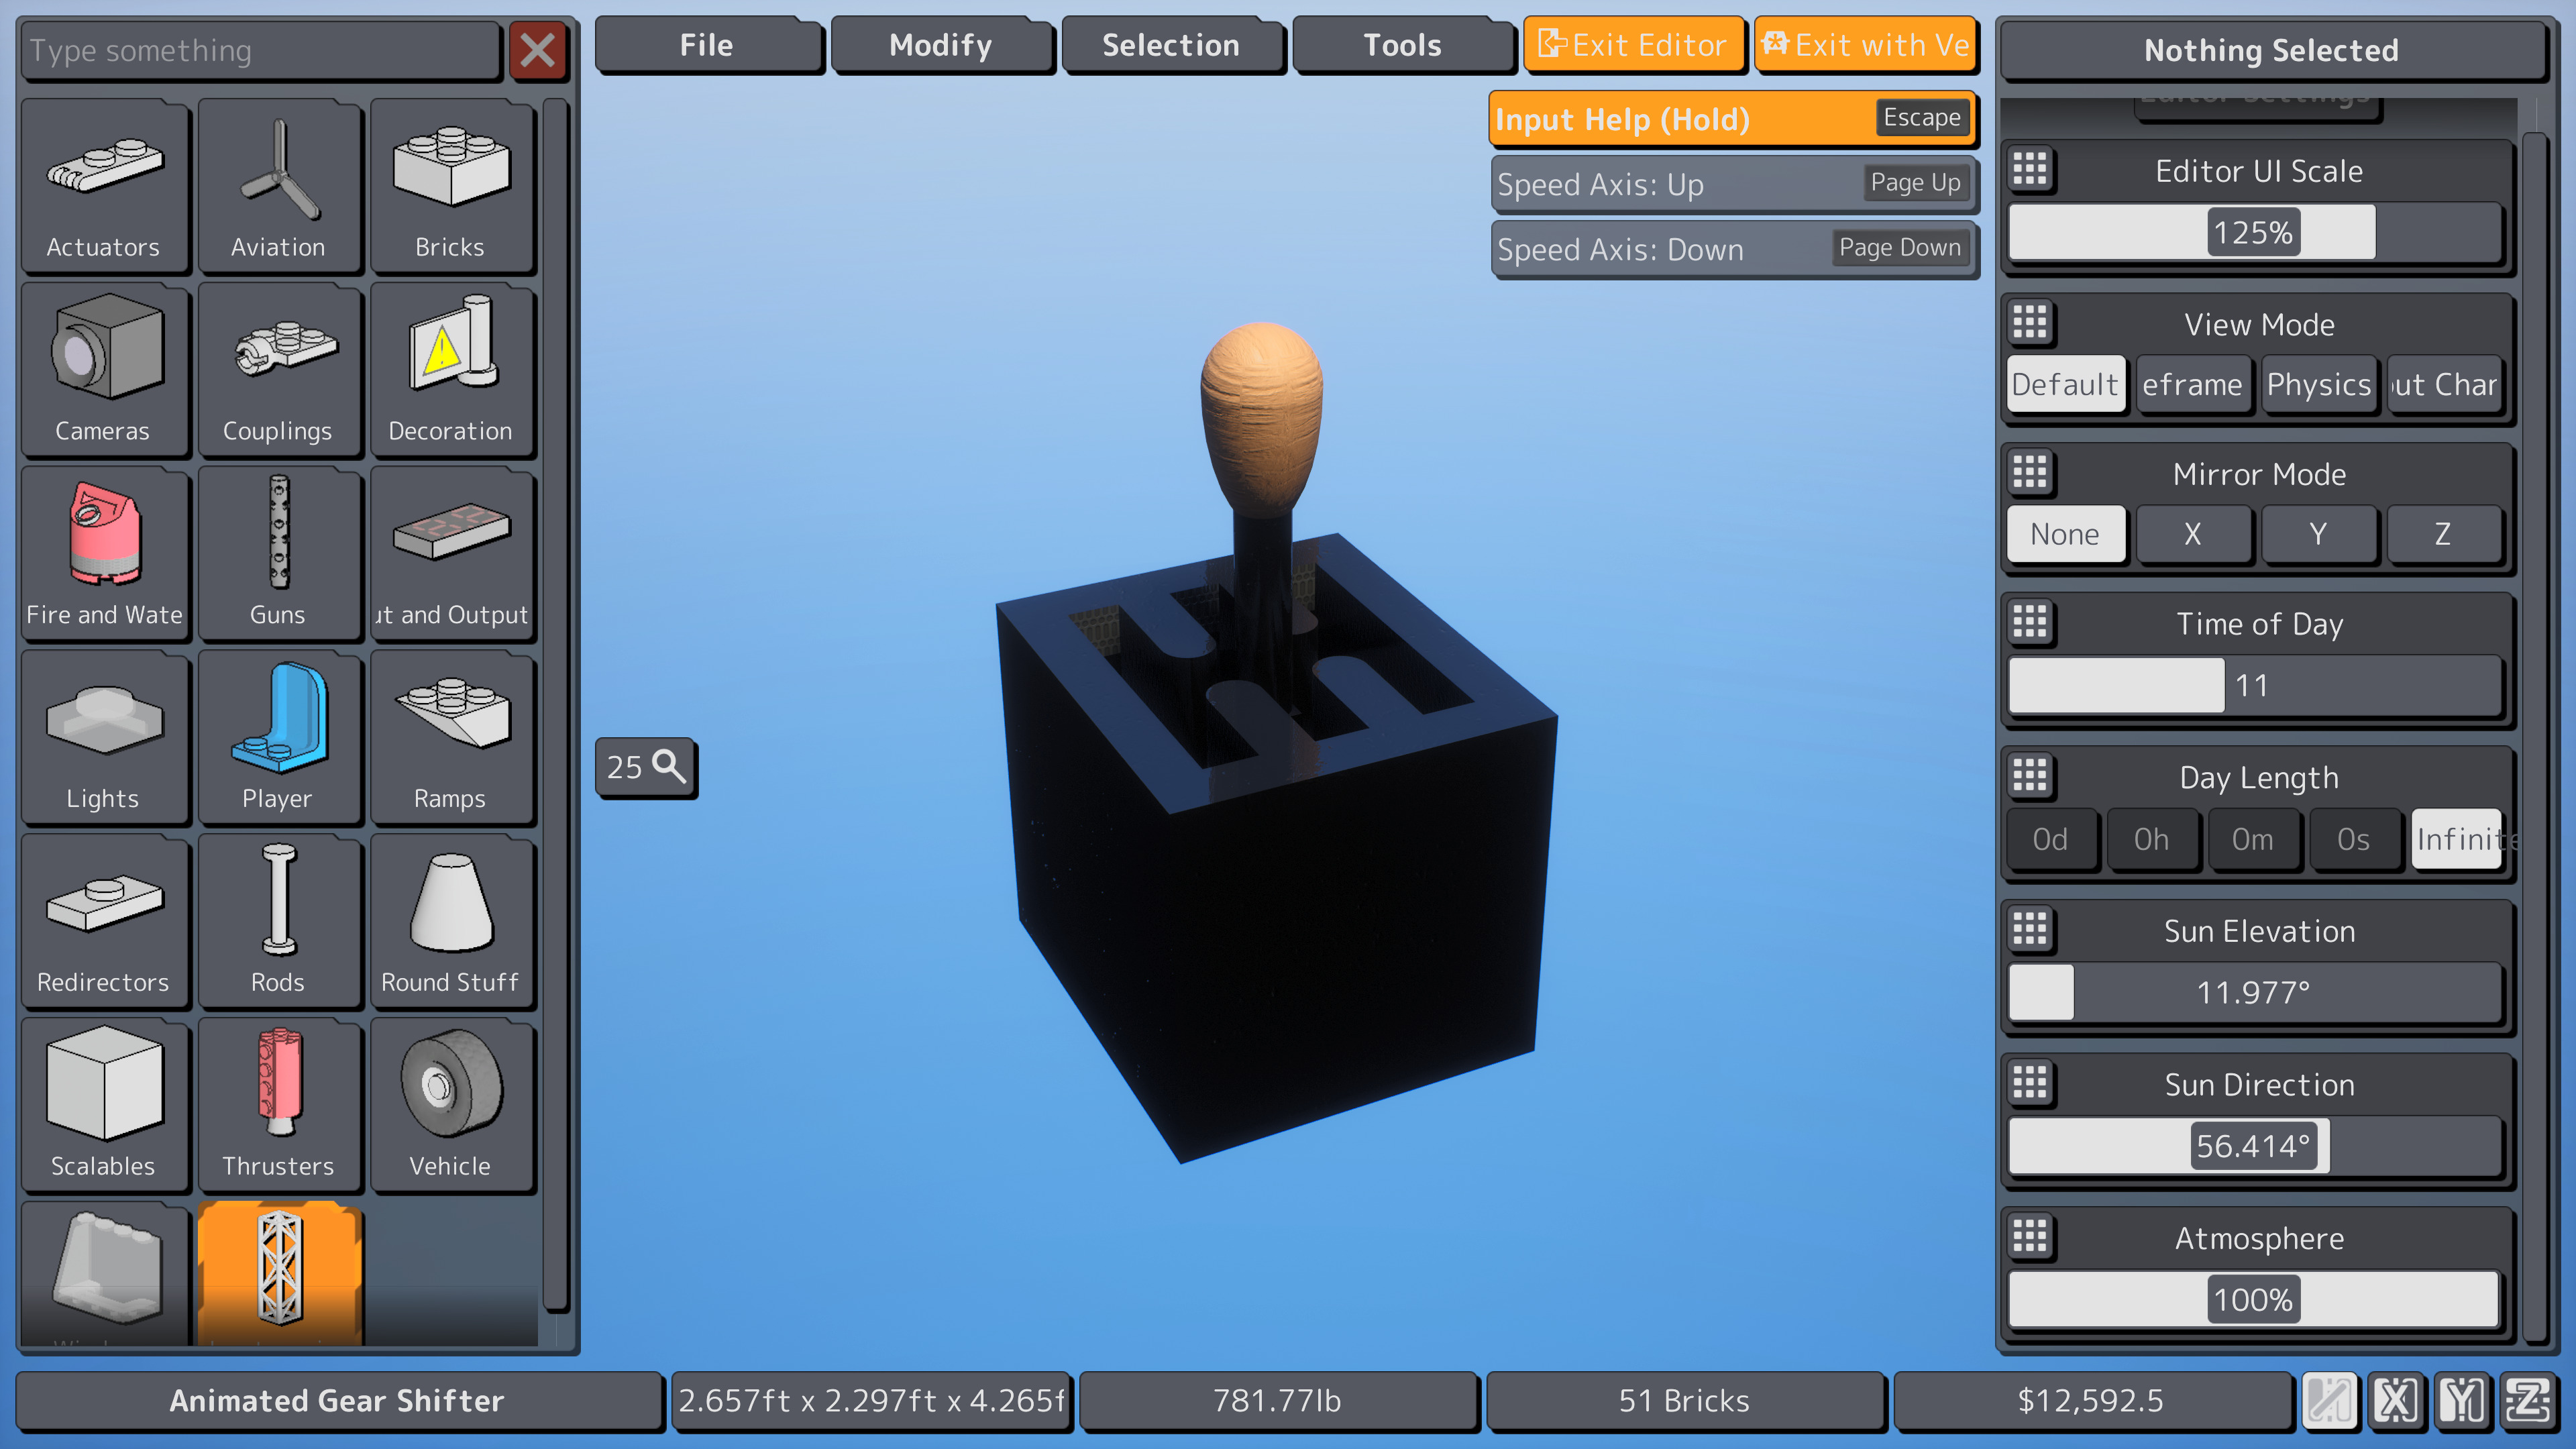 Type something
File
Modify
Selection
Tools
Exit Editor
Exit with Ve
Nothing Selected
Input Help (Hold)
Escape
Speed Axis: Up
Page Up
Speed Axis: Down
Page Down
Actuators
Aviation
Bricks
Cameras
Couplings
Decoration
Fire and Wate
Guns
ut and Output
Lights
Player
Ramps
Redirectors
Rods
Round Stuff
Scalables
Thrusters
Vehicle
25
Editor Settings
Editor UI Scale
125%
View Mode
Default
eframe
Physics
out Char
Mirror Mode
None
X
Y
Z
Time of Day
11
Day Length
0d
0h
0m
0s
Infinite
Sun Elevation
11.977°
Sun Direction
56.414°
Atmosphere
100%
Animated Gear Shifter
2.657ft x 2.297ft x 4.265f
781.77lb
51 Bricks
$12,592.5
X
Y
Z